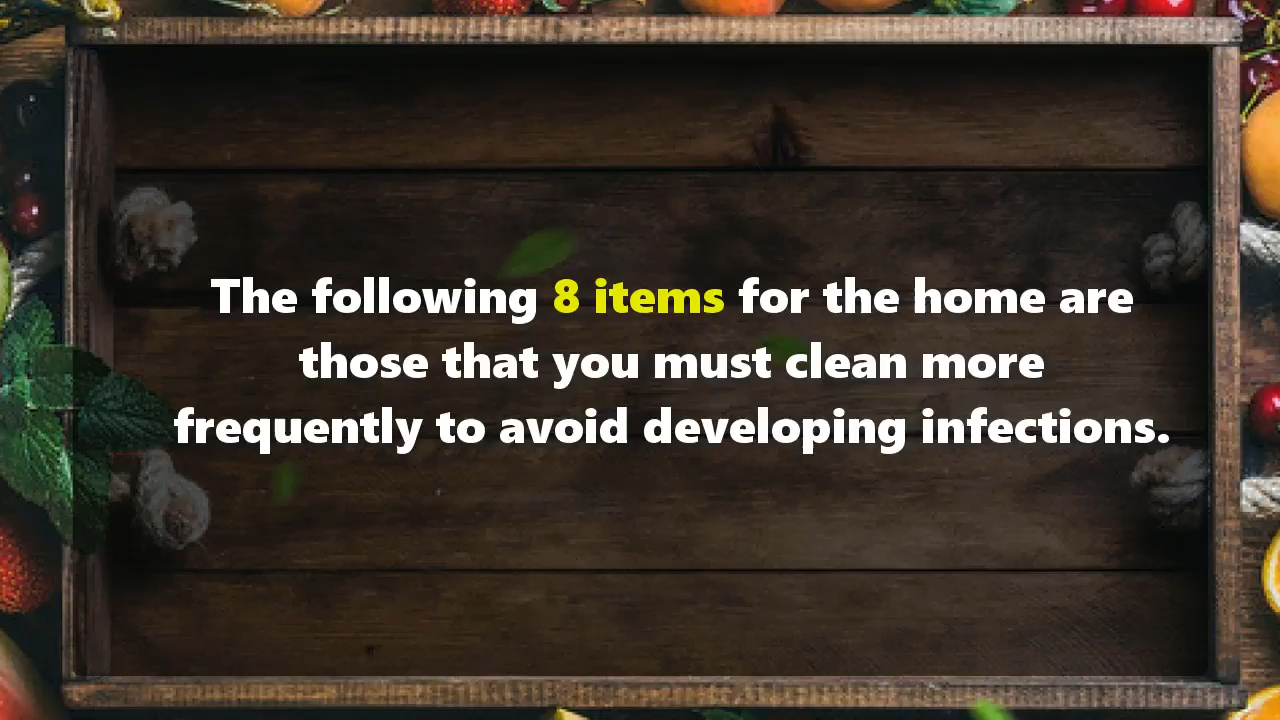 The following 8 items for the home are
those that you must clean more
frequently to avoid developing infections.